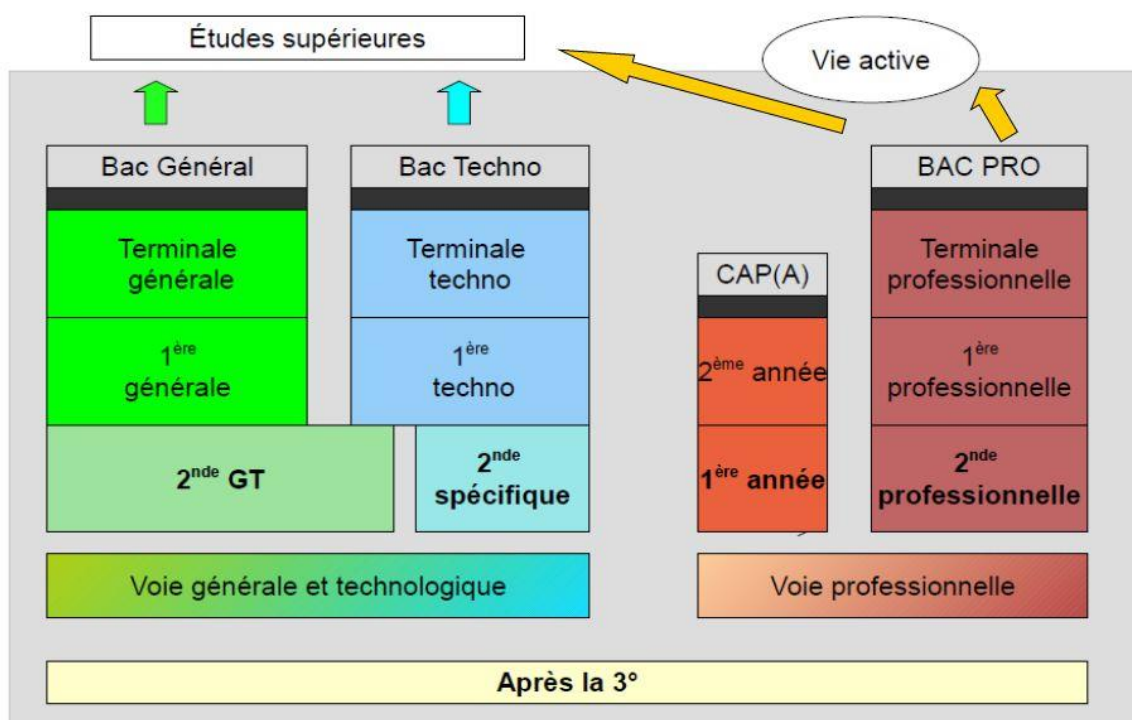 Études supérieures
Vie active
Bac Général
Bac Techno
BAC PRO
Terminale
générale
Terminale
techno
CAP(A)
Terminale
professionnelle
1ère
générale
1ère
techno
2ème année
1ère
professionnelle
2nde GT
2nde
spécifique
1ère année
2nde
professionnelle
Voie générale et technologique
Voie professionnelle
Après la 3°